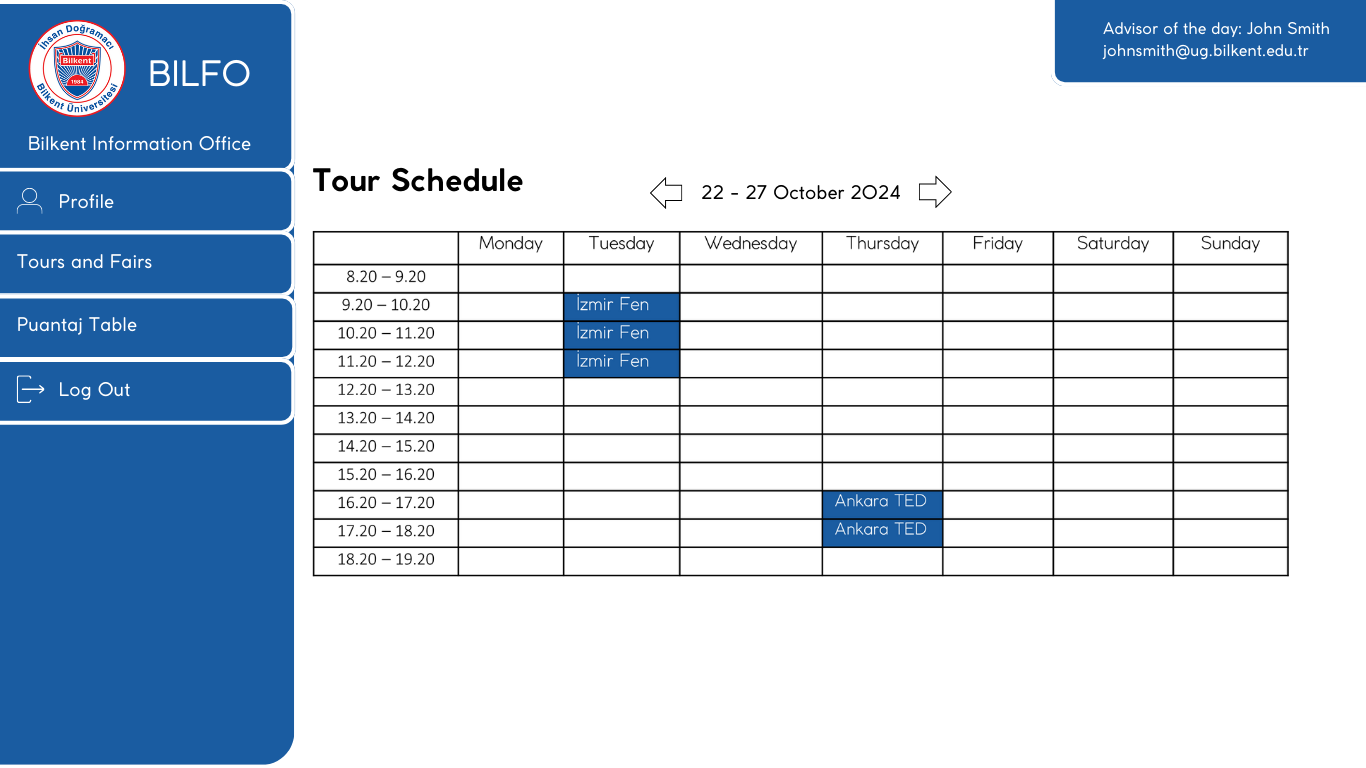 İhsan Doğramacı
Bilkent
1984
Bilkent Üniversitesi
BILFO
Bilkent Information Office
Profile
Tours and Fairs
Puantaj Table
Log Out
Advisor of the day: John Smith
johnsmith@ug.bilkent.edu.tr
Tour Schedule
22 - 27 October 2024
Monday Tuesday Wednesday Thursday Friday Saturday Sunday
8.20 – 9.20
9.20 – 10.20 İzmir Fen
10.20 – 11.20 İzmir Fen
11.20 – 12.20 İzmir Fen
12.20 – 13.20
13.20 – 14.20
14.20 – 15.20
15.20 – 16.20
16.20 – 17.20 Ankara TED
17.20 – 18.20 Ankara TED
18.20 – 19.20